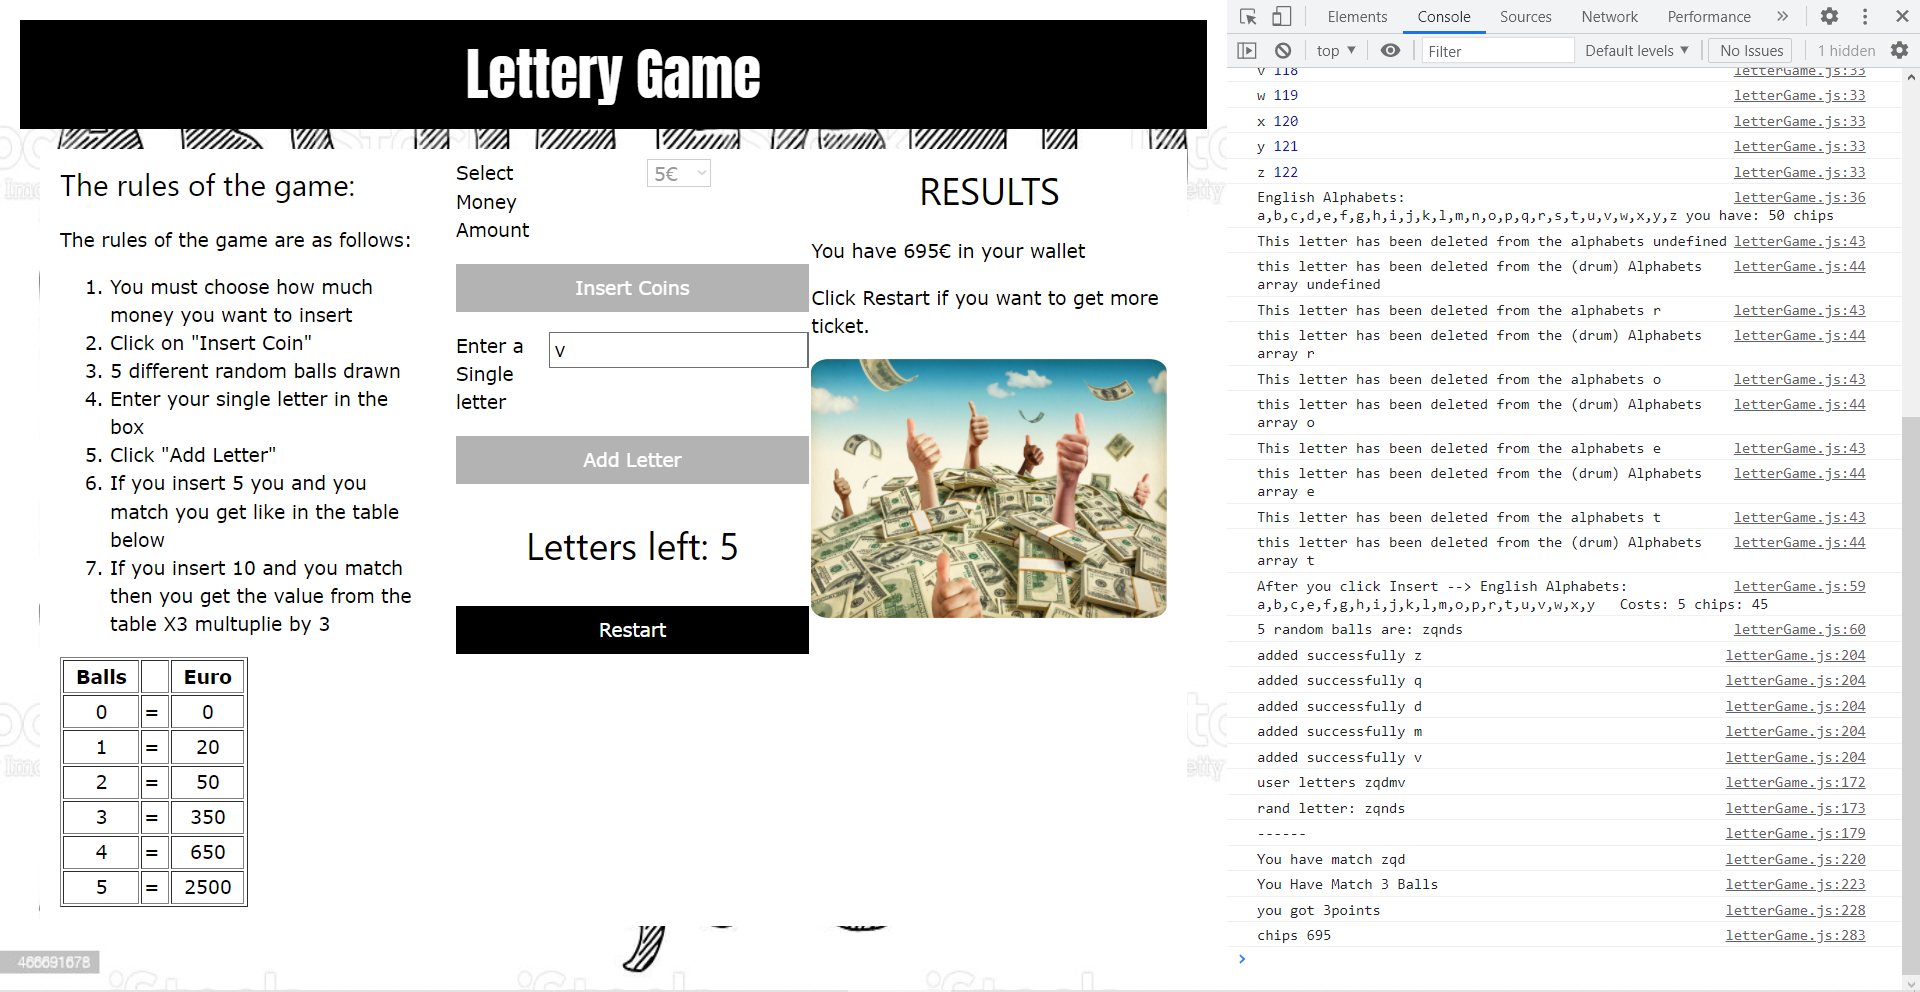 Lettery Game
The rules of the game:
The rules of the game are as follows:
1. You must choose how much
money you want to insert
2. Click on "Insert Coin"
3. 5 different random balls drawn
4. Enter your single letter in the
box
5. Click "Add Letter"
6. If you insert 5 you and you
match you get like in the table
below
7. If you insert 10 and you match
then you get the value from the
table X3 multuplie by 3
Balls Euro
0 = 0
1 = 20
2 = 50
3 = 350
4 = 650
5 = 2500
466691678
Select
Money
Amount
5€
Insert Coins
Enter a
Single
letter
v
Add Letter
Letters left: 5
Restart
RESULTS
You have 695€ in your wallet
Click Restart if you want to get more
ticket.
Elements Console Sources Network Performance
top Filter Default levels No Issues 1 hidden
v 118 letterGame.js:33
w 119 letterGame.js:33
x 120 letterGame.js:33
y 121 letterGame.js:33
z 122 letterGame.js:33
English Alphabets: letterGame.js:36
a,b,c,d,e,f,g,h,i,j,k,l,m,n,o,p,q,r,s,t,u,v,w,x,y,z you have: 50 chips
This letter has been deleted from the alphabets undefined letterGame.js:43
this letter has been deleted from the (drum) Alphabets letterGame.js:44
array undefined
This letter has been deleted from the alphabets r letterGame.js:43
this letter has been deleted from the (drum) Alphabets letterGame.js:44
array r
This letter has been deleted from the alphabets o letterGame.js:43
this letter has been deleted from the (drum) Alphabets letterGame.js:44
array o
This letter has been deleted from the alphabets e letterGame.js:43
this letter has been deleted from the (drum) Alphabets letterGame.js:44
array e
This letter has been deleted from the alphabets t letterGame.js:43
this letter has been deleted from the (drum) Alphabets letterGame.js:44
array t
After you click Insert --> English Alphabets: letterGame.js:59
a,b,c,e,f,g,h,i,j,k,l,m,o,p,r,t,u,v,w,x,y Costs: 5 chips: 45
5 random balls are: zqnds letterGame.js:60
added successfully z letterGame.js:204
added successfully q letterGame.js:204
added successfully d letterGame.js:204
added successfully m letterGame.js:204
added successfully v letterGame.js:204
user letters zqdmv letterGame.js:172
rand letter: zqnds letterGame.js:173
------ letterGame.js:179
You have match zqd letterGame.js:220
You Have Match 3 Balls letterGame.js:223
you got 3points letterGame.js:228
chips 695 letterGame.js:283